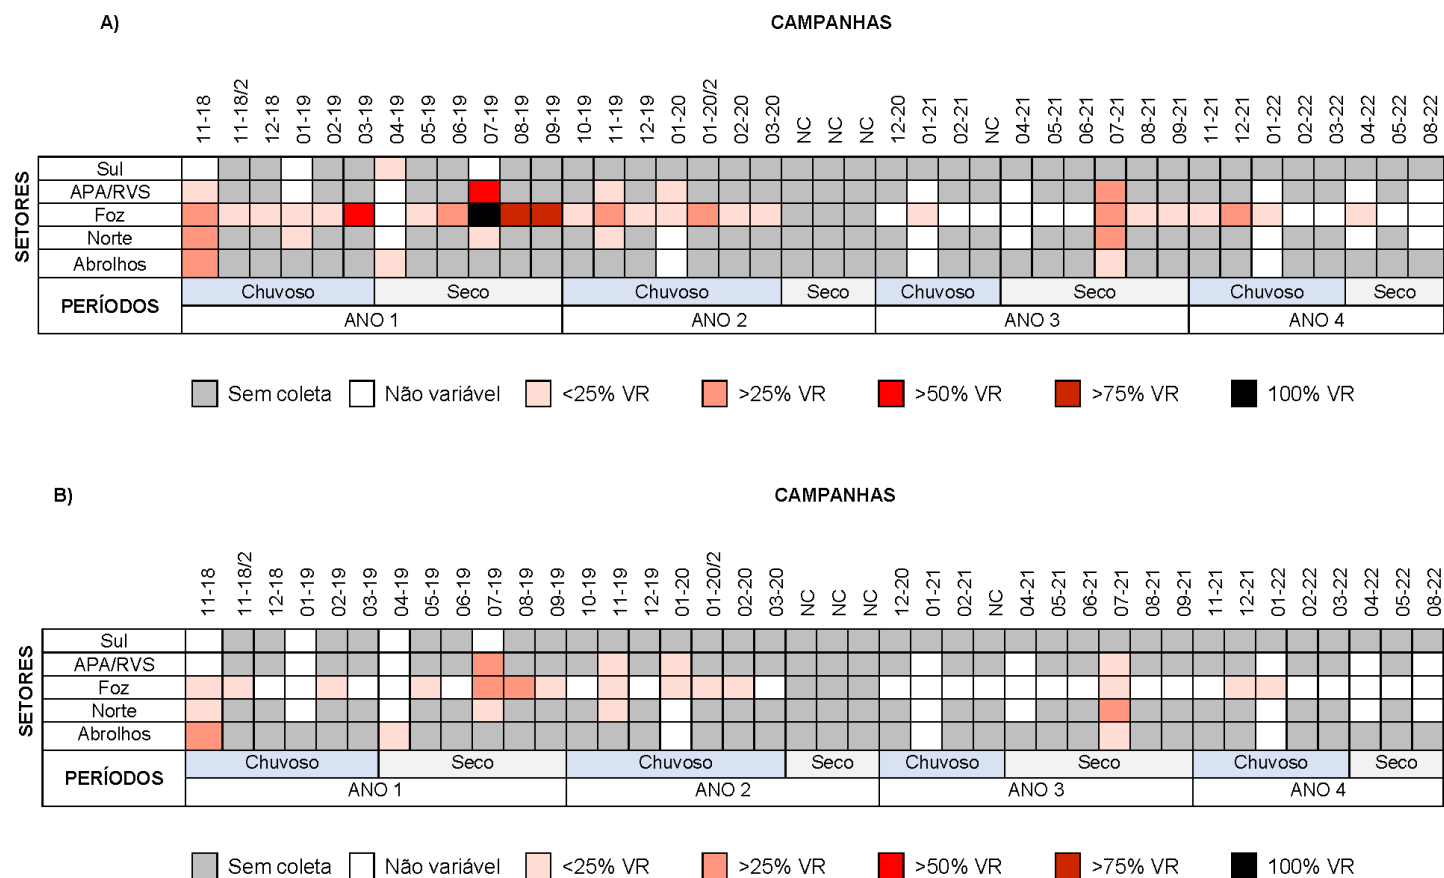 A)
CAMPANHAS
11-18 11-18/2 12-18 01-19 02-19 03-19 04-19 05-19 06-19 07-19 08-19 09-19 10-19 11-19 12-19 01-20 01-20/2 02-20 03-20 NC NC NC 12-20 01-21 02-21 NC 04-21 05-21 06-21 07-21 08-21 09-21 11-21 12-21 01-22 02-22 03-22 04-22 05-22 08-22
SETORES
Sul
APA/RVS
Foz
Norte
Abrolhos
PERÍODOS
Chuvoso Seco Chuvoso Seco Chuvoso Seco Chuvoso Seco
ANO 1 ANO 2 ANO 3 ANO 4
Sem coleta Não variável <25% VR >25% VR >50% VR >75% VR 100% VR
B)
CAMPANHAS
11-18 11-18/2 12-18 01-19 02-19 03-19 04-19 05-19 06-19 07-19 08-19 09-19 10-19 11-19 12-19 01-20 01-20/2 02-20 03-20 NC NC NC 12-20 01-21 02-21 NC 04-21 05-21 06-21 07-21 08-21 09-21 11-21 12-21 01-22 02-22 03-22 04-22 05-22 08-22
SETORES
Sul
APA/RVS
Foz
Norte
Abrolhos
PERÍODOS
Chuvoso Seco Chuvoso Seco Chuvoso Seco Chuvoso Seco
ANO 1 ANO 2 ANO 3 ANO 4
Sem coleta Não variável <25% VR >25% VR >50% VR >75% VR 100% VR